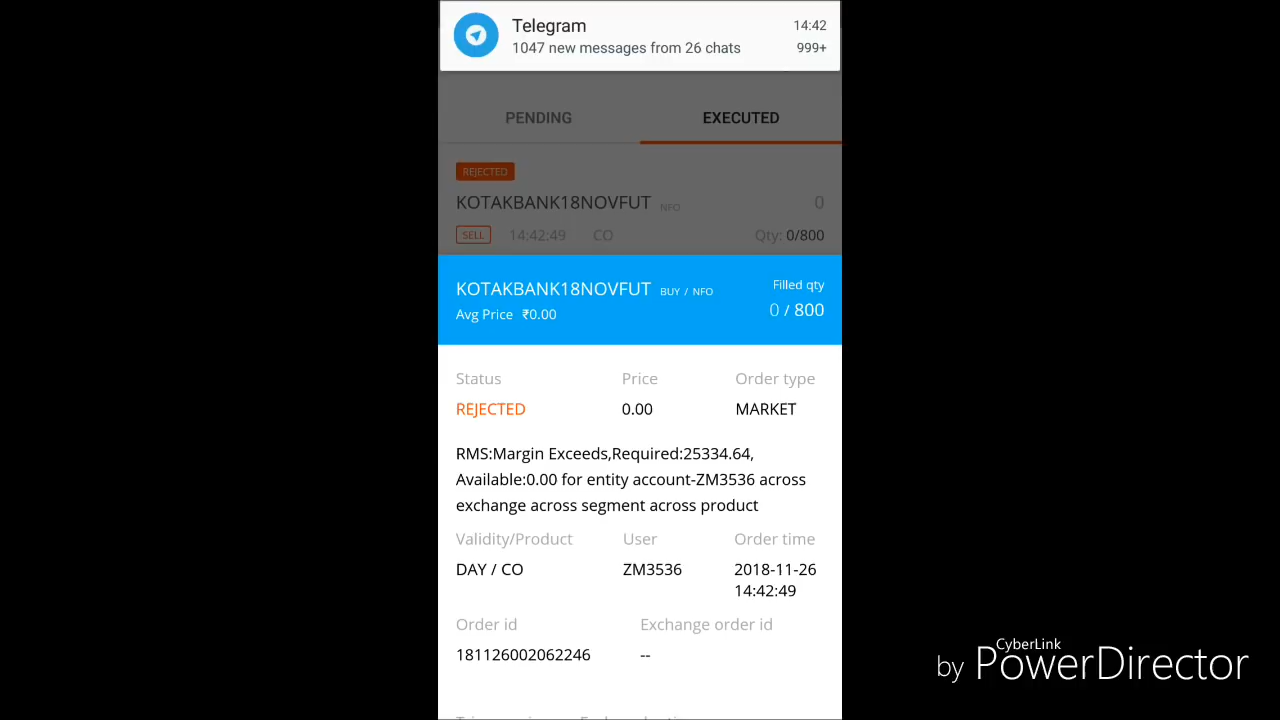 Telegram 14:42
1047 new messages from 26 chats 999+
PENDING EXECUTED
REJECTED
KOTAKBANK18NOVFUT NFO 0
SELL 14:42:49 CO Qty: 0/800
KOTAKBANK18NOVFUT BUY / NFO Filled qty
Avg Price ₹0.00 0 / 800
Status Price Order type
REJECTED 0.00 MARKET
RMS:Margin Exceeds,Required:25334.64,
Available:0.00 for entity account-ZM3536 across
exchange across segment across product
Validity/Product User Order time
DAY / CO ZM3536 2018-11-26
14:42:49
Order id Exchange order id
181126002062246 --
CyberLink
by PowerDirector